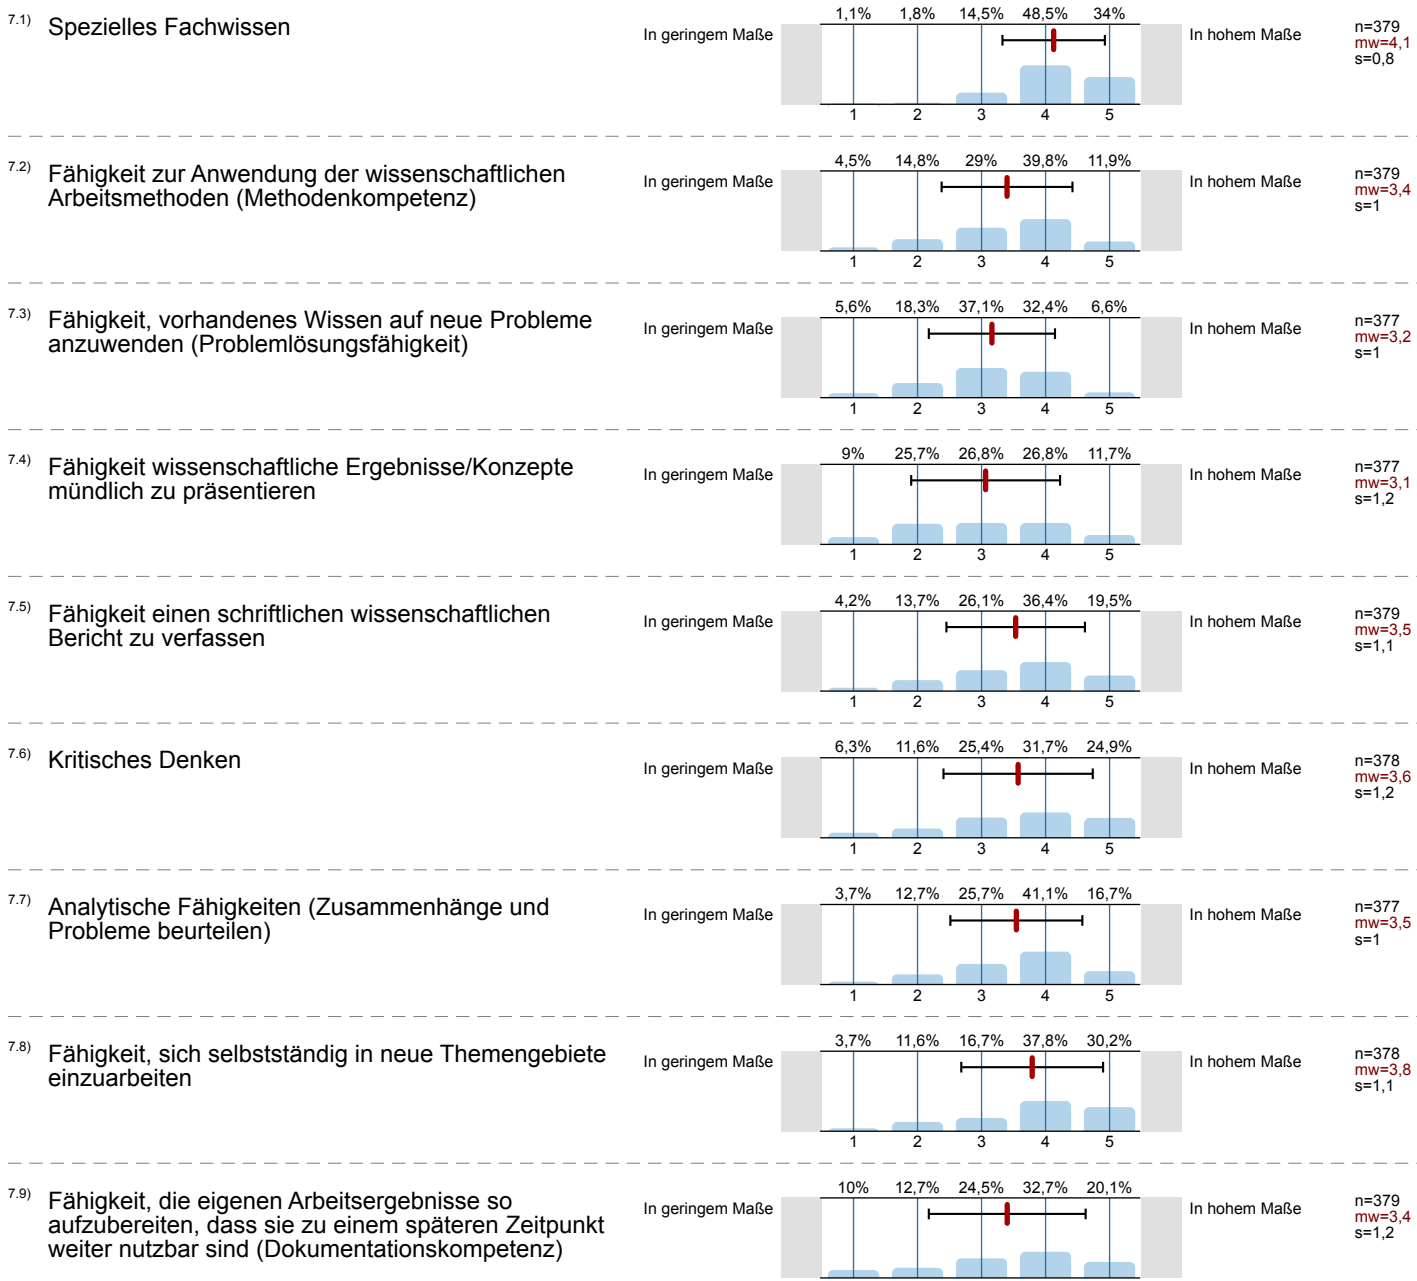 7.1) Spezielles Fachwissen
In geringem Maße
1,1% 1,8% 14,5% 48,5% 34%
1 2 3 4 5
In hohem Maße
n=379
mw=4,1
s=0,8
7.2) Fähigkeit zur Anwendung der wissenschaftlichen
Arbeitsmethoden (Methodenkompetenz)
In geringem Maße
4,5% 14,8% 29% 39,8% 11,9%
1 2 3 4 5
In hohem Maße
n=379
mw=3,4
s=1
7.3) Fähigkeit, vorhandenes Wissen auf neue Probleme
anzuwenden (Problemlösungsfähigkeit)
In geringem Maße
5,6% 18,3% 37,1% 32,4% 6,6%
1 2 3 4 5
In hohem Maße
n=377
mw=3,2
s=1
7.4) Fähigkeit wissenschaftliche Ergebnisse/Konzepte
mündlich zu präsentieren
In geringem Maße
9% 25,7% 26,8% 26,8% 11,7%
1 2 3 4 5
In hohem Maße
n=377
mw=3,1
s=1,2
7.5) Fähigkeit einen schriftlichen wissenschaftlichen
Bericht zu verfassen
In geringem Maße
4,2% 13,7% 26,1% 36,4% 19,5%
1 2 3 4 5
In hohem Maße
n=379
mw=3,5
s=1,1
7.6) Kritisches Denken
In geringem Maße
6,3% 11,6% 25,4% 31,7% 24,9%
1 2 3 4 5
In hohem Maße
n=378
mw=3,6
s=1,2
7.7) Analytische Fähigkeiten (Zusammenhänge und
Probleme beurteilen)
In geringem Maße
3,7% 12,7% 25,7% 41,1% 16,7%
1 2 3 4 5
In hohem Maße
n=377
mw=3,5
s=1
7.8) Fähigkeit, sich selbstständig in neue Themengebiete
einzuarbeiten
In geringem Maße
3,7% 11,6% 16,7% 37,8% 30,2%
1 2 3 4 5
In hohem Maße
n=378
mw=3,8
s=1,1
7.9) Fähigkeit, die eigenen Arbeitsergebnisse so
aufzubereiten, dass sie zu einem späteren Zeitpunkt
weiter nutzbar sind (Dokumentationskompetenz)
In geringem Maße
10% 12,7% 24,5% 32,7% 20,1%
In hohem Maße
n=379
mw=3,4
s=1,2